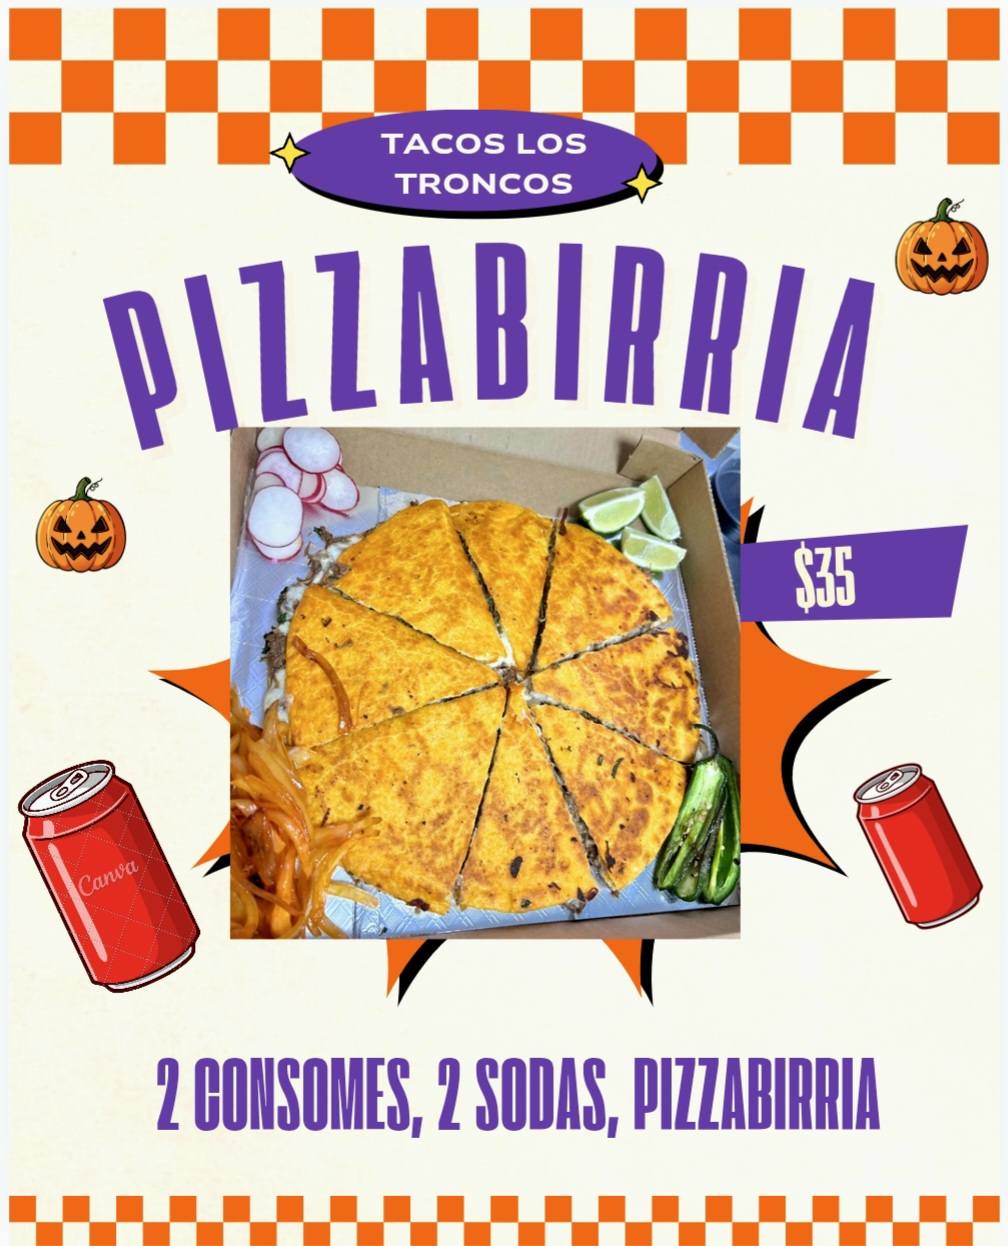 TACOS LOS
TRONCOS
PIZZABIRRIA
$35
Canva
2 CONSOMES, 2 SODAS, PIZZABIRRIA